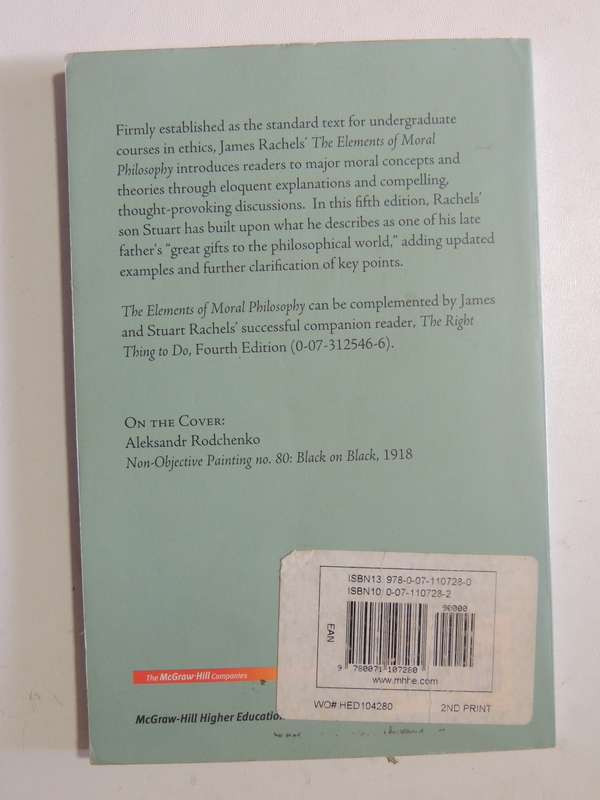 Firmly established as the standard text for undergraduate
courses in ethics, James Rachels' The Elements of Moral
Philosophy introduces readers to major moral concepts and
theories through eloquent explanations and compelling,
thought-provoking discussions. In this fifth edition, Rachels'
son Stuart has built upon what he describes as one of his late
father's "great gifts to the philosophical world," adding updated
examples and further clarification of key points.
The Elements of Moral Philosophy can be complemented by James
and Stuart Rachels' successful companion reader, The Right
Thing to Do, Fourth Edition (0-07-312546-6).
On the Cover:
Aleksandr Rodchenko
Non-Objective Painting no. 80: Black on Black, 1918
ISBN13 978-0-07-110728-0
ISBN10 0-07-110728-2
90000
EAN
9 780071 107280
www.mhhe.com
WO# HED104280 2ND PRINT
The McGraw-Hill Companies
McGraw-Hill Higher Education